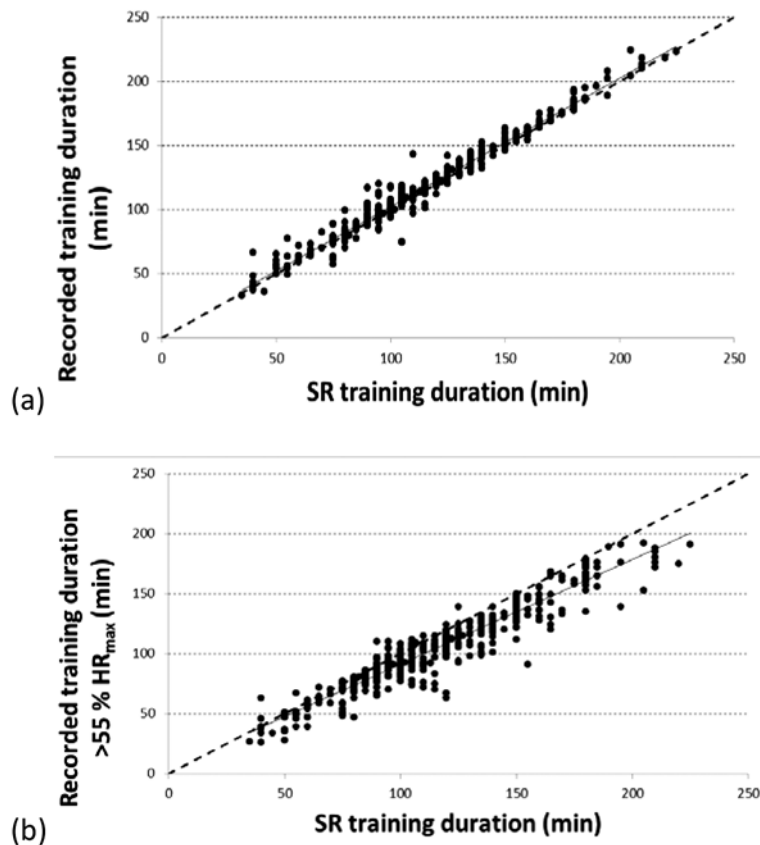 250
200
150
100
50
0
0 50 100 150 200 250
Recorded training duration
(min)
SR training duration (min)
(a)
250
200
150
100
50
0
0 50 100 150 200 250
Recorded training duration
>55 % HRmax (min)
SR training duration (min)
(b)